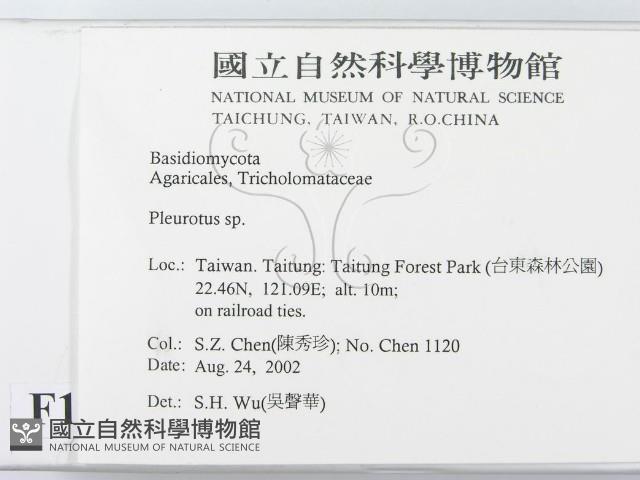 國立自然科學博物館
NATIONAL MUSEUM OF NATURAL SCIENCE
TAICHUNG, TAIWAN, R.O.CHINA
Basidiomycota
Agaricales, Tricholomataceae
Pleurotus sp.
Loc.: Taiwan. Taitung: Taitung Forest Park (台東森林公園)
22.46N, 121.09E; alt. 10m;
on railroad ties.
Col.: S.Z. Chen(陳秀珍); No. Chen 1120
Date: Aug. 24, 2002
Det.: S.H. Wu(吳聲華)
F1
國立自然科學博物館
NATIONAL MUSEUM OF NATURAL SCIENCE